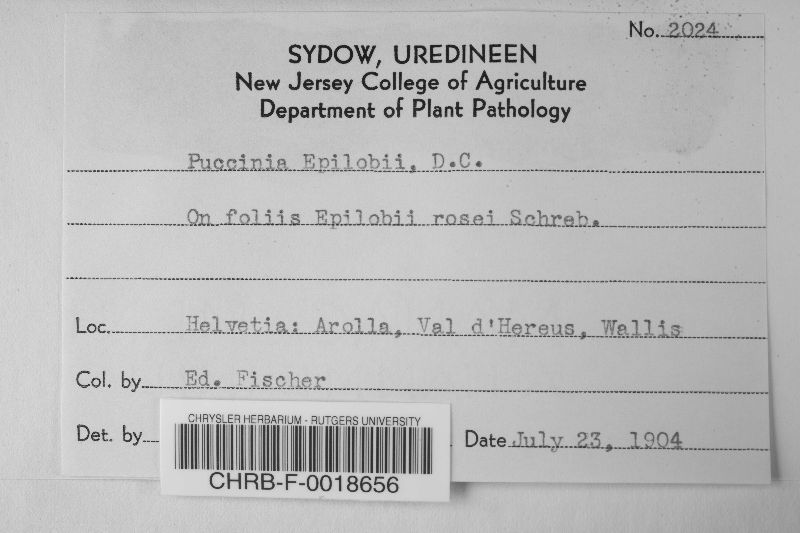 No. 2024
SYDOW, UREDINEEN
New Jersey College of Agriculture
Department of Plant Pathology
Puccinia Epilobii, D.C.
On foliis Epilobii rosei Schreb.
Loc. Helvetia: Arolla, Val d'Hereus, Wallis
Col. by Ed. Fischer
Det. by Date July 23, 1904
CHRYSLER HERBARIUM - RUTGERS UNIVERSITY
CHRB-F-0018656